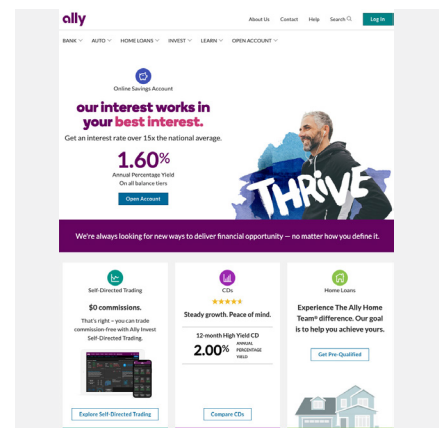 ally
About Us Contact Help Search Log In
BANK AUTO HOME LOANS INVEST LEARN OPEN ACCOUNT
Online Savings Account
our interest works in
your best interest.
Get an interest rate over 15x the national average.
1.60%
Annual Percentage Yield
On all balance tiers
Open Account
THRIVE
We're always looking for new ways to deliver financial opportunity — no matter how you define it.
Self-Directed Trading
$0 commissions.
That's right – you can trade
commission-free with Ally Invest
Self-Directed Trading.
Explore Self-Directed Trading
CDs
Steady growth. Peace of mind.
12-month High Yield CD
2.00% ANNUAL
PERCENTAGE
YIELD
Compare CDs
Home Loans
Experience The Ally Home
Team® difference. Our goal
is to help you achieve yours.
Get Pre-Qualified